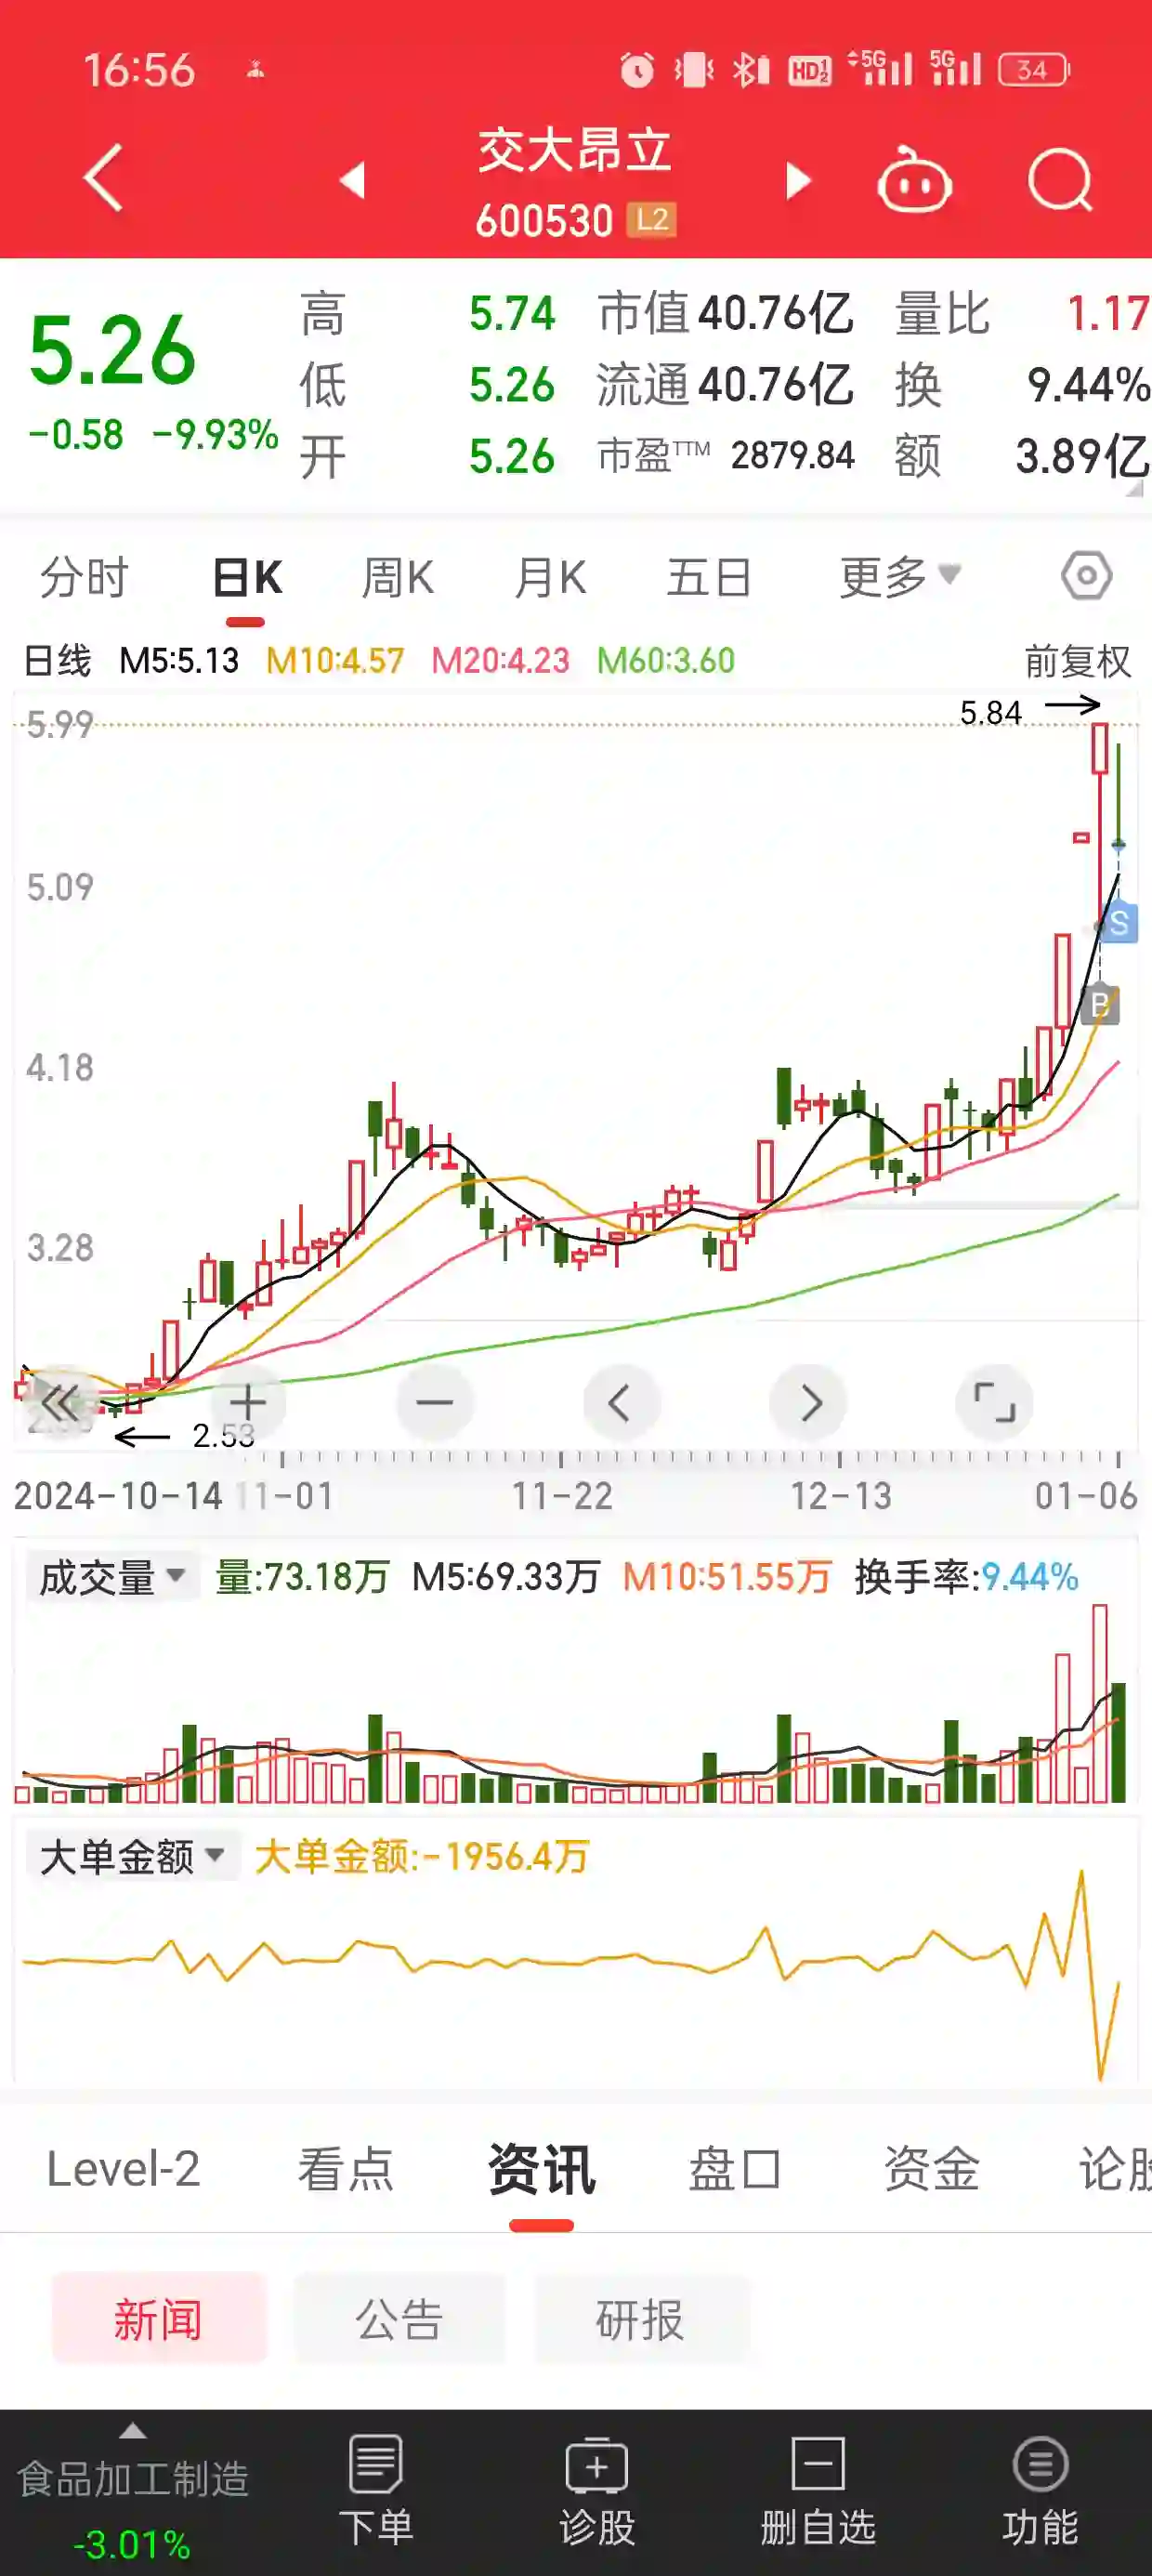 16:56 HD 1 2 5G 5G 34
交大昂立
600530 L2
5.26 高 5.74 市值 40.76亿 量比 1.17
低 5.26 流通 40.76亿 换 9.44%
-0.58 -9.93% 开 5.26 市盈TTM 2879.84 额 3.89亿
分时 日K 周K 月K 五日 更多
日线 M5:5.13 M10:4.57 M20:4.23 M60:3.60 前复权
5.84
5.99
5.09
S
B
4.18
3.28
2.53
2024-10-14 11-01 11-22 12-13 01-06
成交量 量:73.18万 M5:69.33万 M10:51.55万 换手率:9.44%
大单金额 大单金额:-1956.4万
Level-2 看点 资讯 盘口 资金 论股
新闻 公告 研报
食品加工制造 下单 诊股 删自选 功能
-3.01%